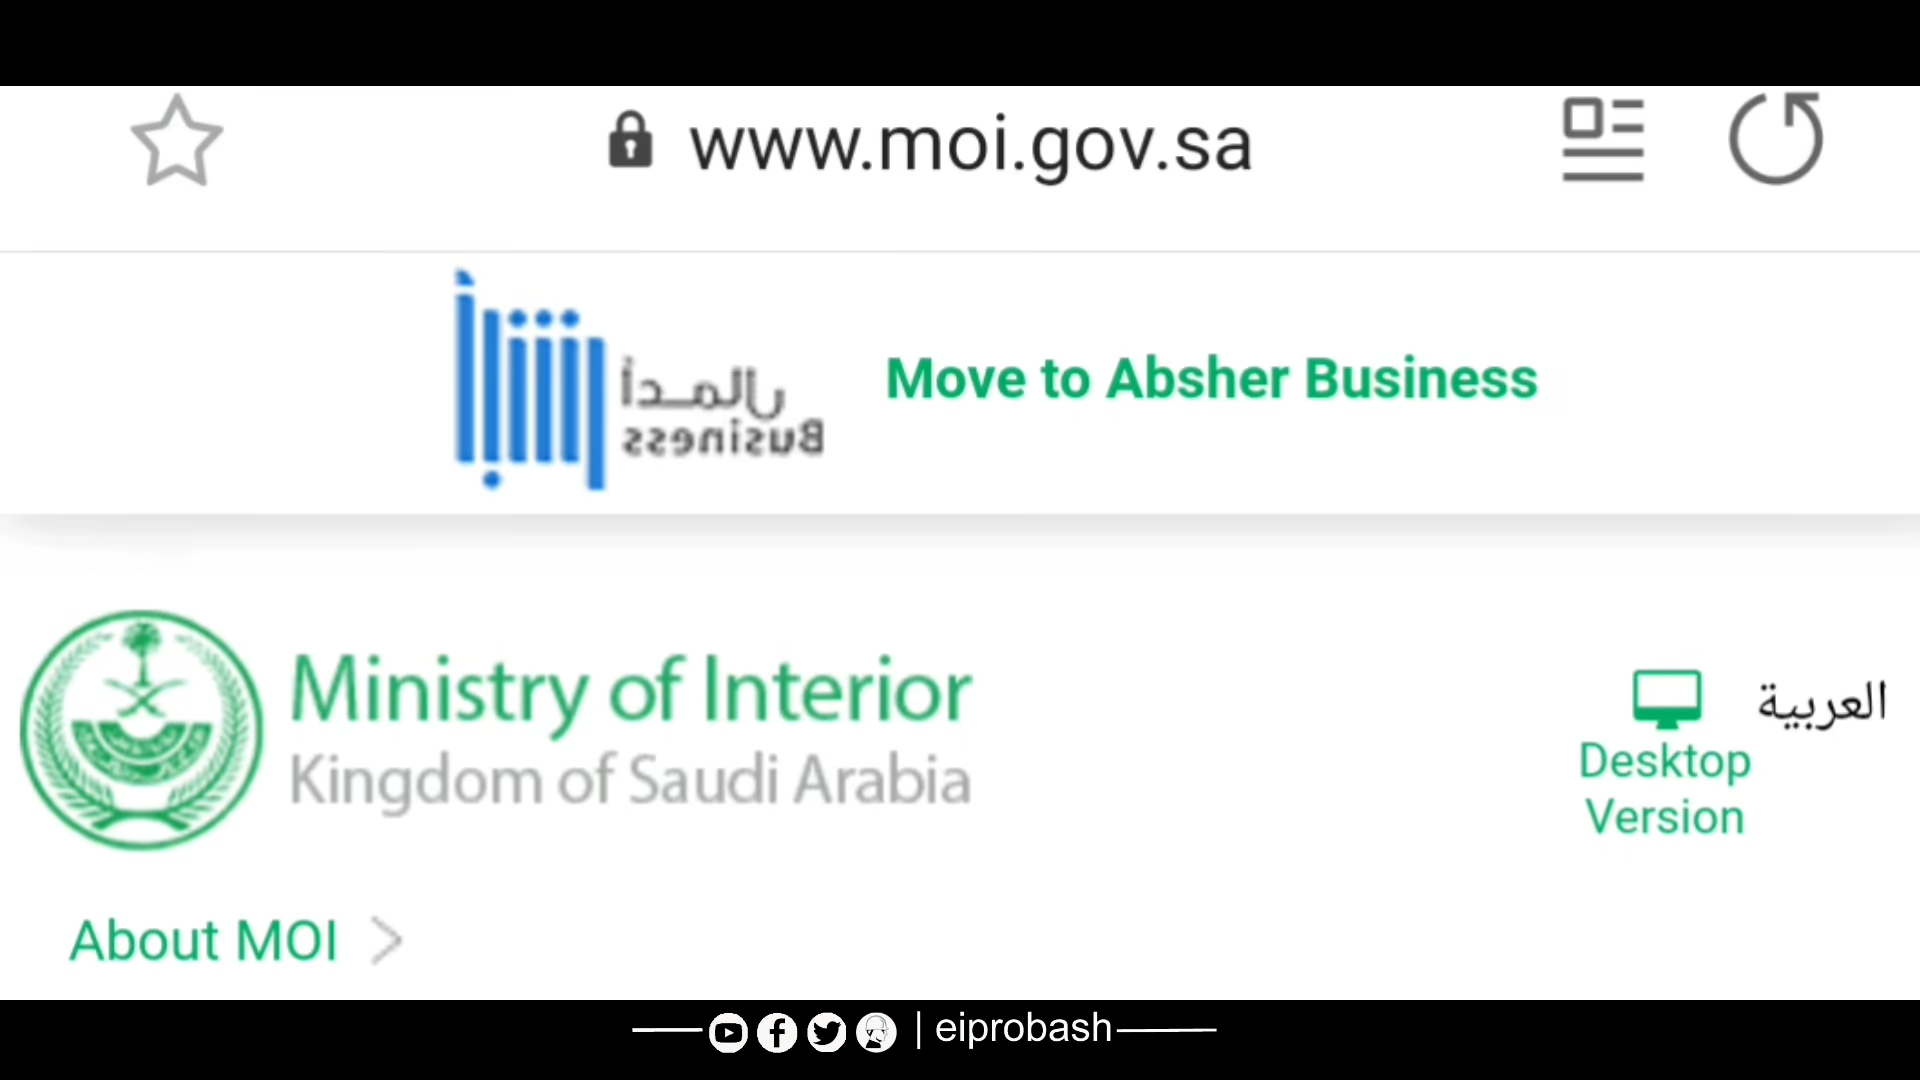 www.moi.gov.sa
أعمال
Business
Move to Absher Business
Ministry of Interior
Kingdom of Saudi Arabia
العربية
Desktop
Version
About MOI
| eiprobash